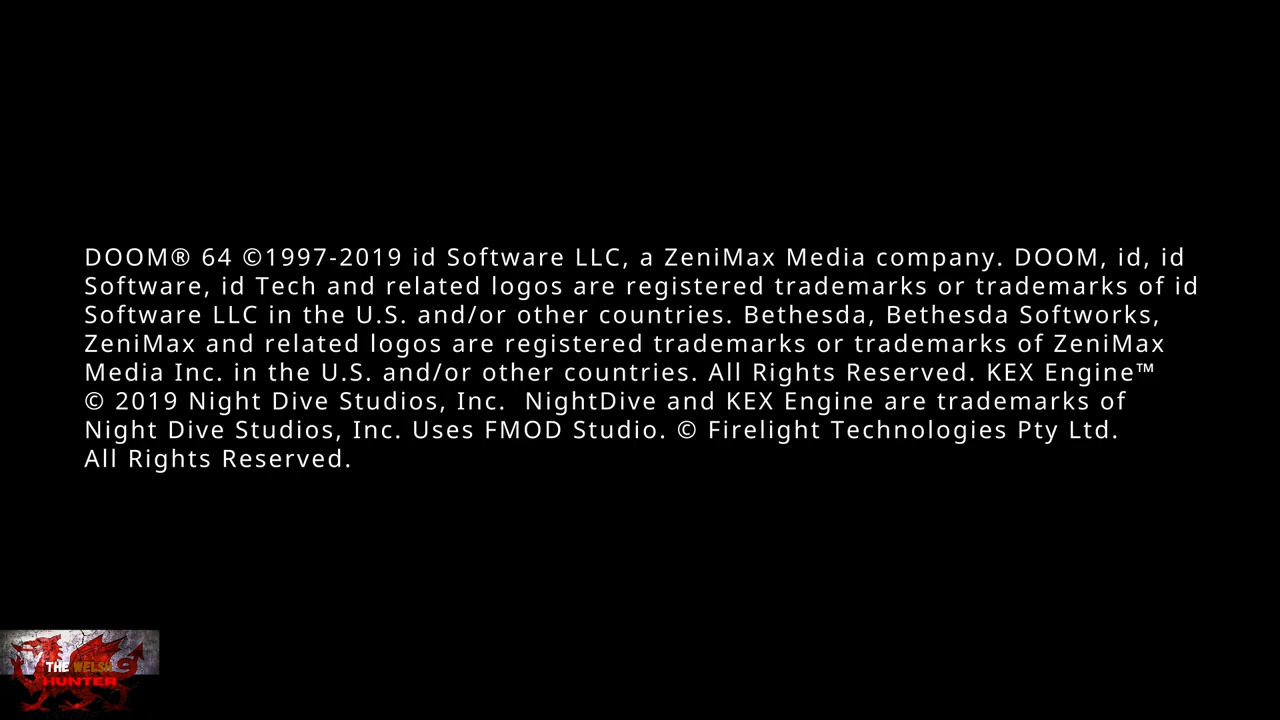 DOOM® 64 ©1997-2019 id Software LLC, a ZeniMax Media company. DOOM, id, id
Software, id Tech and related logos are registered trademarks or trademarks of id
Software LLC in the U.S. and/or other countries. Bethesda, Bethesda Softworks,
ZeniMax and related logos are registered trademarks or trademarks of ZeniMax
Media Inc. in the U.S. and/or other countries. All Rights Reserved. KEX Engine™
© 2019 Night Dive Studios, Inc.  NightDive and KEX Engine are trademarks of
Night Dive Studios, Inc. Uses FMOD Studio. © Firelight Technologies Pty Ltd.
All Rights Reserved.
THE WELSH
HUNTER